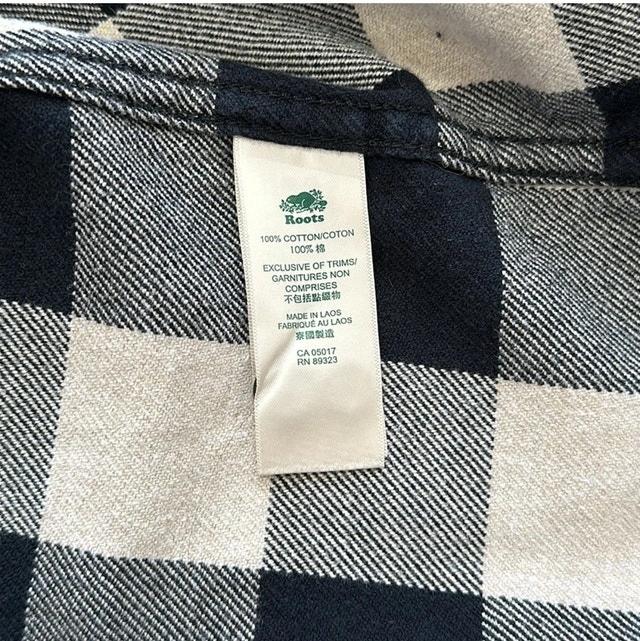 Roots
100% COTTON/COTON
100% 棉
EXCLUSIVE OF TRIMS/
GARNITURES NON
COMPRISES
不包括點綴物
MADE IN LAOS
FABRIQUÉ AU LAOS
寮國製造
CA 05017
RN 89323